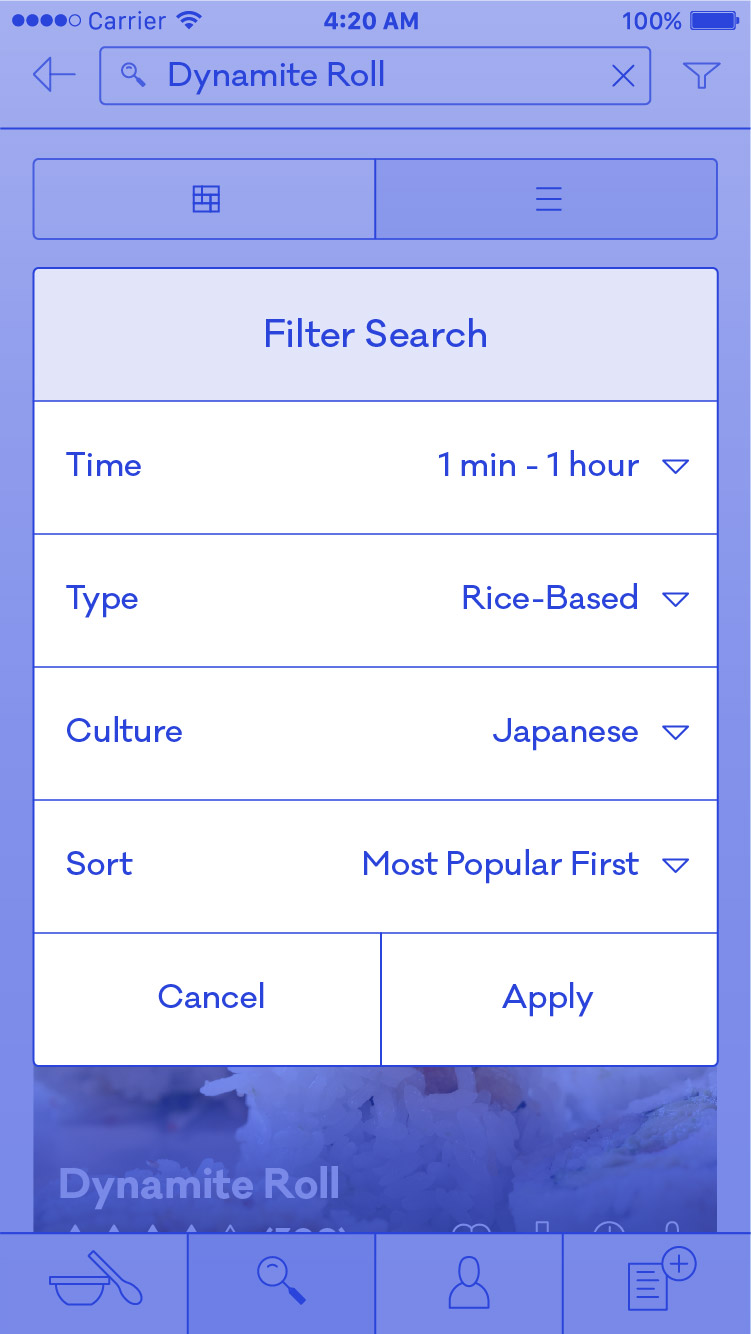 Carrier 4:20 AM 100%
Dynamite Roll
Filter Search
Time 1 min - 1 hour
Type Rice-Based
Culture Japanese
Sort Most Popular First
Cancel Apply
Dynamite Roll